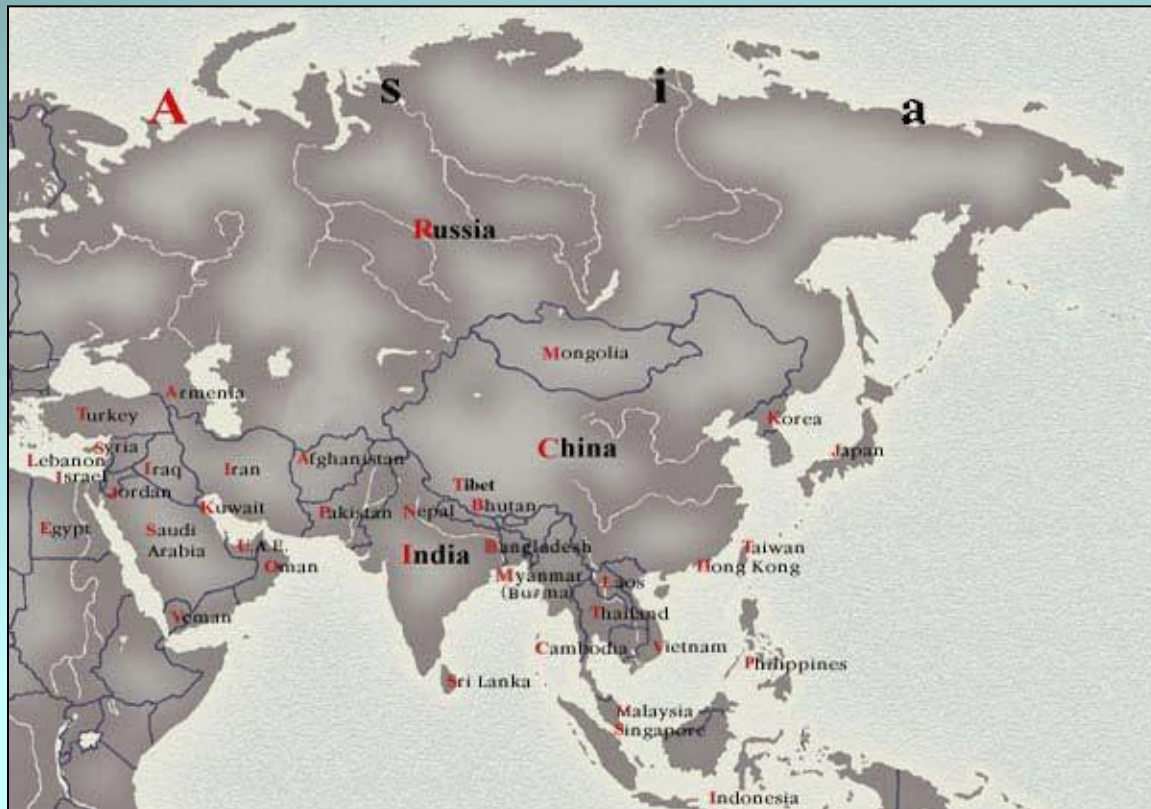 A s i a
Russia
Mongolia
Armenia
Turkey
Korea
Syria
China
Japan
Lebanon
Iraq
Iran
Afghanistan
Israel
Tibet
Jordan
Kuwait
Pakistan
Nepal
Bhutan
Egypt
Saudi
Arabia
U.A.E.
India
Bangladesh
Taiwan
Oman
Myanmar
(Burma)
Laos
Hong Kong
Yeman
Thailand
Cambodia
Vietnam
Philippines
Sri Lanka
Malaysia
Singapore
Indonesia